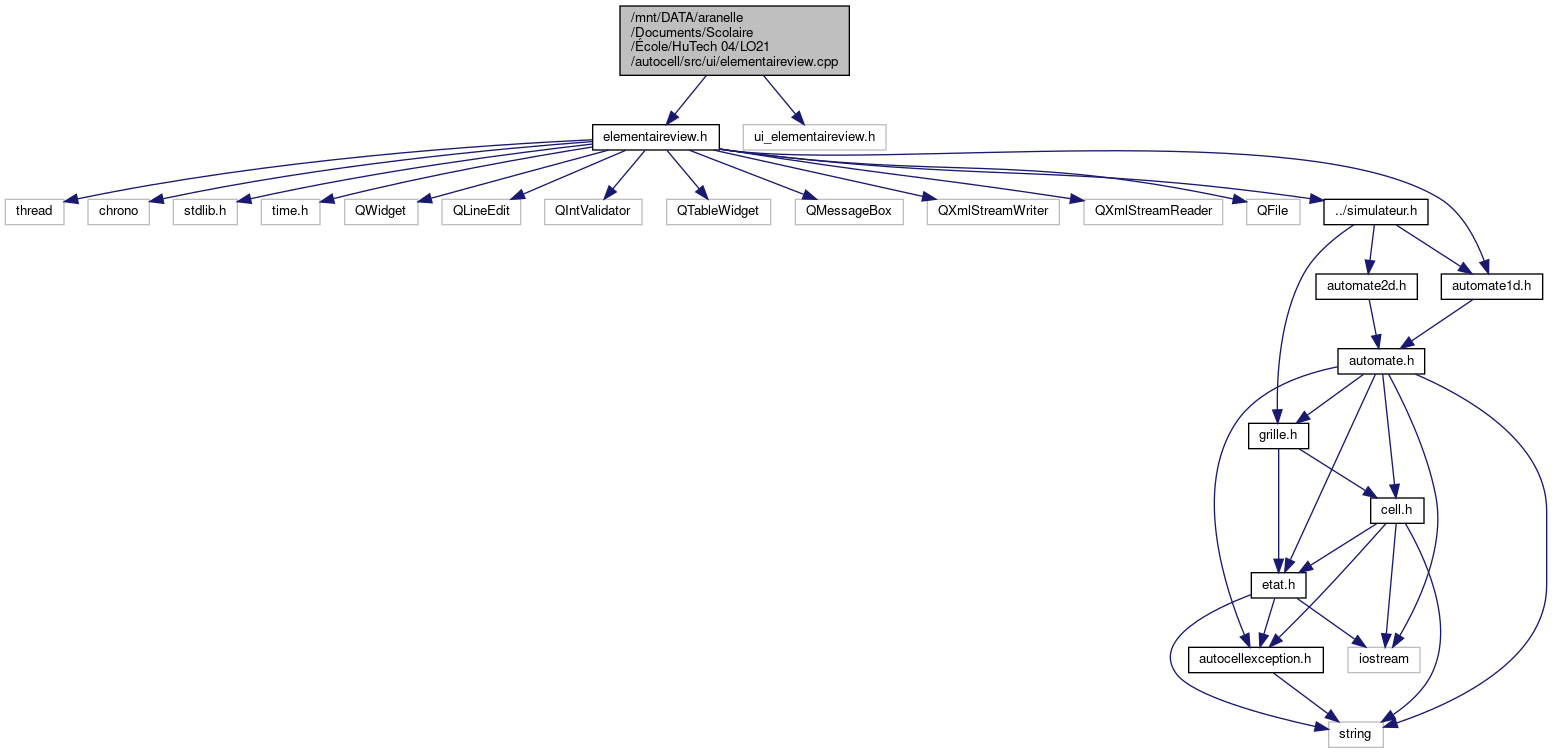 /mnt/DATA/aranelle
/Documents/Scolaire
/École/HuTech 04/LO21
/autocell/src/ui/elementaireview.cpp
elementaireview.h
ui_elementaireview.h
thread
chrono
stdlib.h
time.h
QWidget
QLineEdit
QIntValidator
QTableWidget
QMessageBox
QXmlStreamWriter
QXmlStreamReader
QFile
../simulateur.h
automate2d.h
automate1d.h
automate.h
grille.h
cell.h
etat.h
autocellexception.h
iostream
string